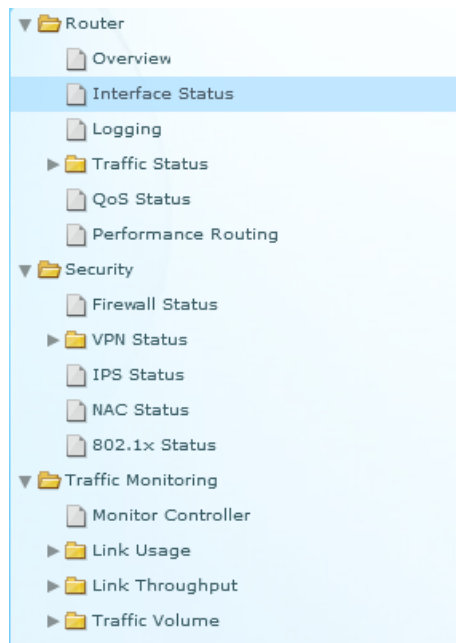 Router
Overview
Interface Status
Logging
Traffic Status
QoS Status
Performance Routing
Security
Firewall Status
VPN Status
IPS Status
NAC Status
802.1x Status
Traffic Monitoring
Monitor Controller
Link Usage
Link Throughput
Traffic Volume